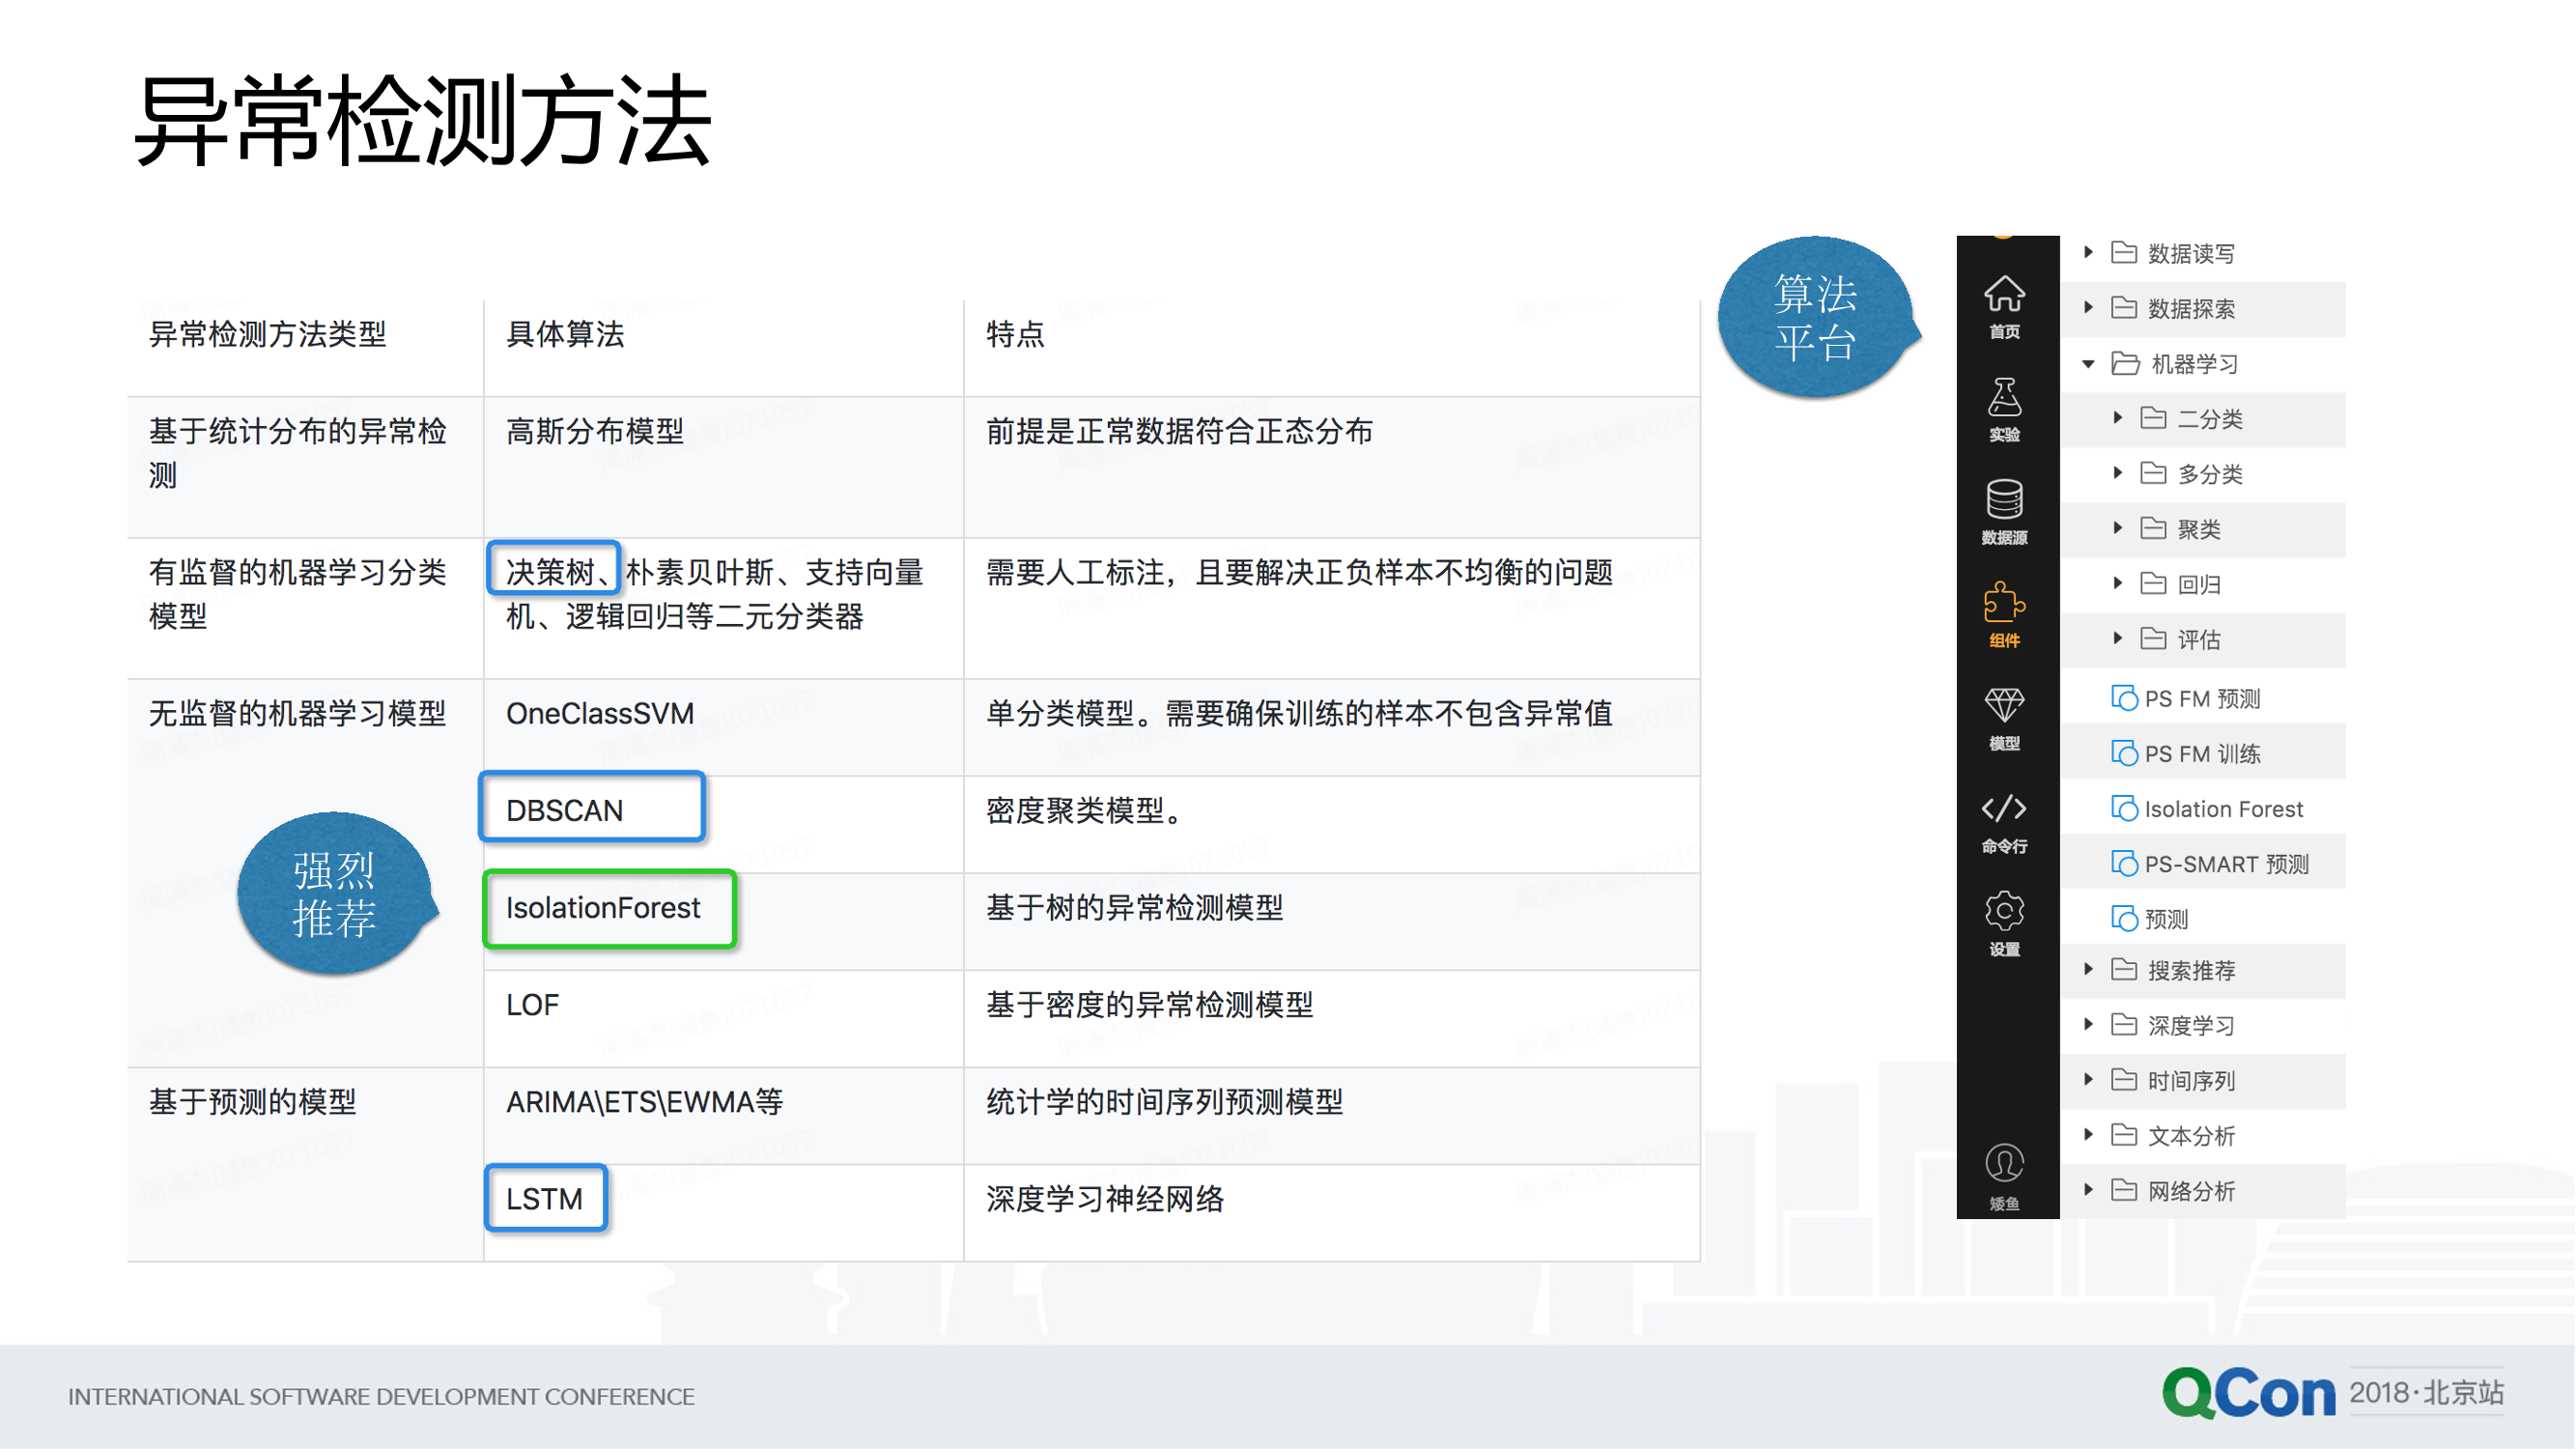 异常检测方法
异常检测方法类型
具体算法
特点
基于统计分布的异常检
测
高斯分布模型
前提是正常数据符合正态分布
有监督的机器学习分类
模型
决策树、朴素贝叶斯、支持向量
机、逻辑回归等二元分类器
需要人工标注，且要解决正负样本不均衡的问题
无监督的机器学习模型
OneClassSVM
单分类模型。需要确保训练的样本不包含异常值
DBSCAN
密度聚类模型。
强烈
推荐
IsolationForest
基于树的异常检测模型
LOF
基于密度的异常检测模型
基于预测的模型
ARIMA\ETS\EWMA等
统计学的时间序列预测模型
LSTM
深度学习神经网络
算法
平台
首页
实验
数据源
组件
模型
命令行
设置
矮鱼
数据读写
数据探索
机器学习
二分类
多分类
聚类
回归
评估
PS FM 预测
PS FM 训练
Isolation Forest
PS-SMART 预测
预测
搜索推荐
深度学习
时间序列
文本分析
网络分析
INTERNATIONAL SOFTWARE DEVELOPMENT CONFERENCE
QCon 2018·北京站